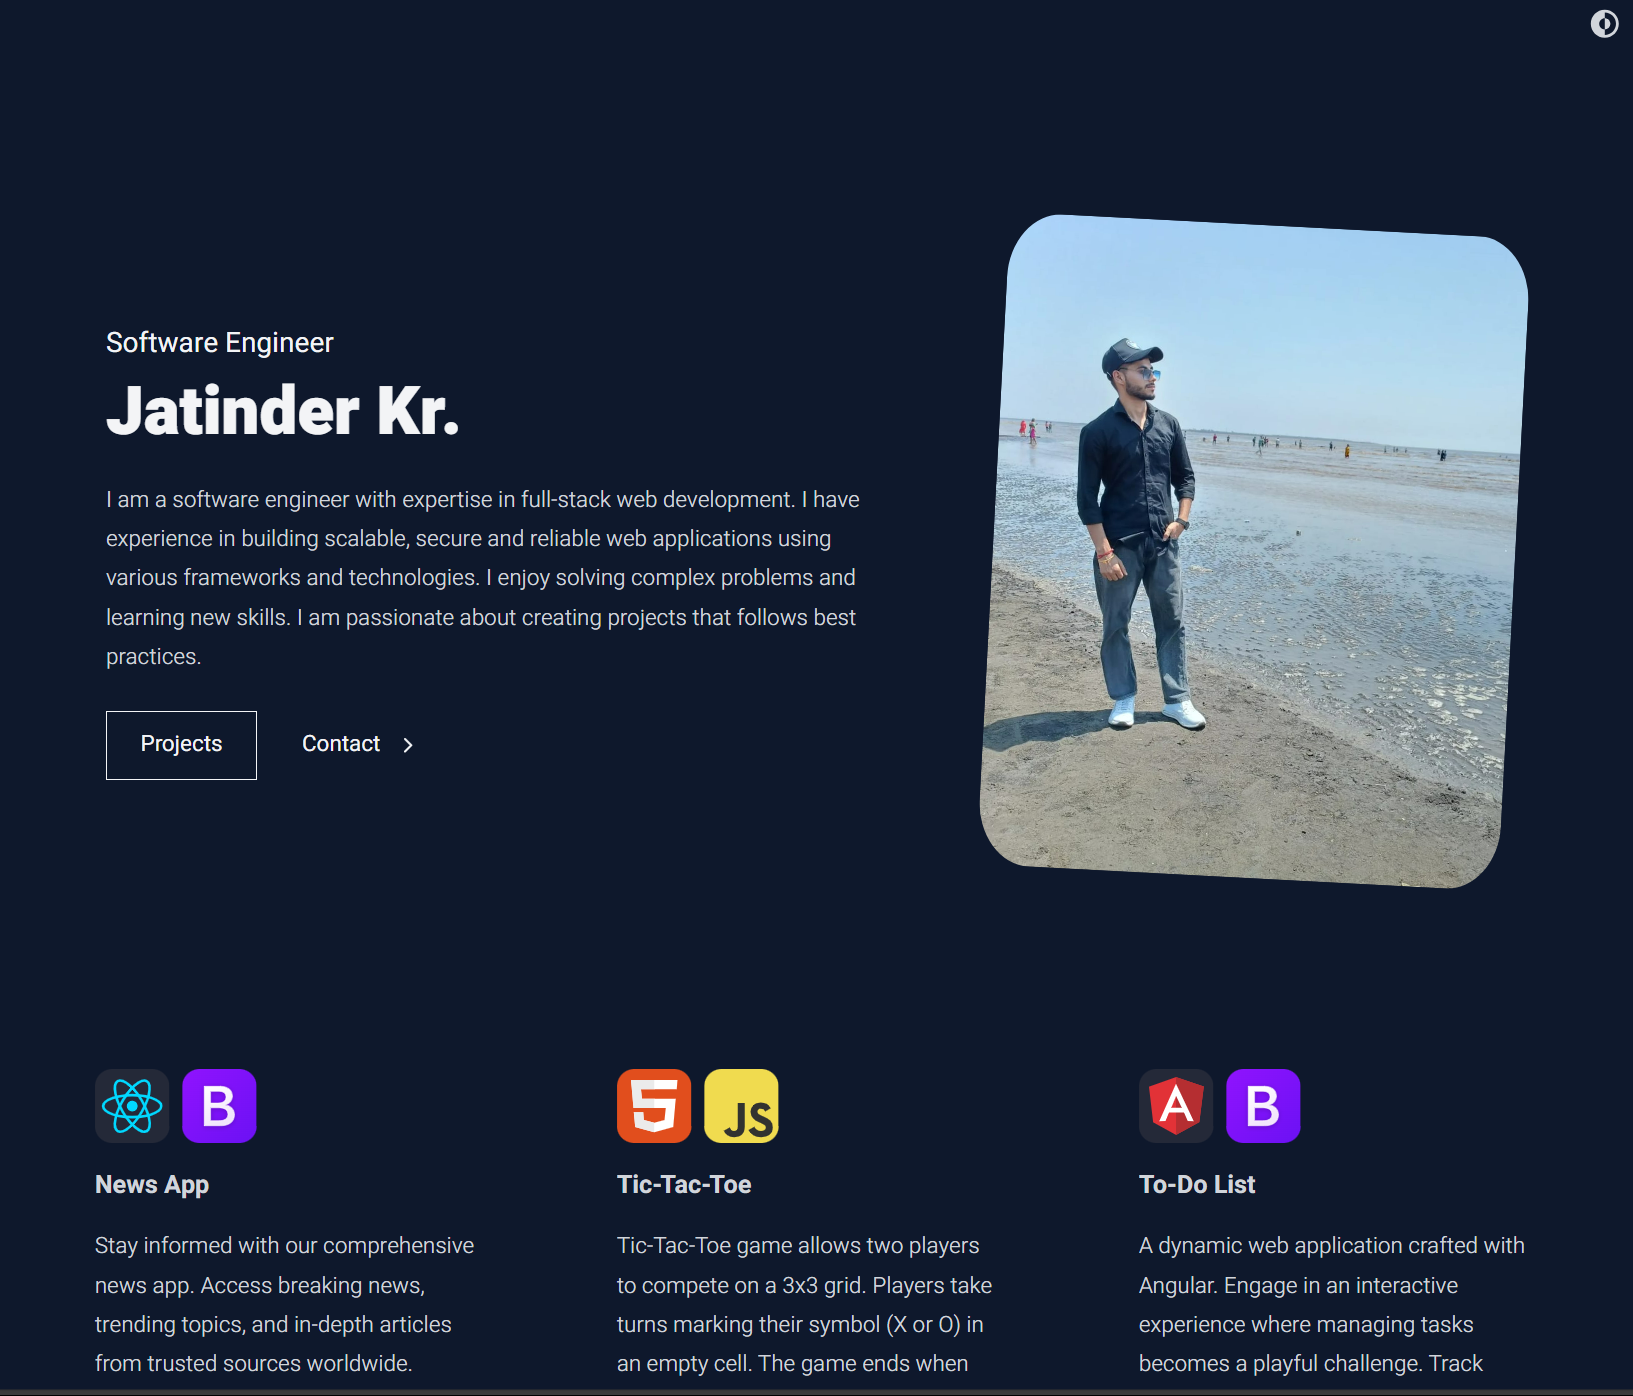 Software Engineer
Jatinder Kr.
I am a software engineer with expertise in full-stack web development. I have
experience in building scalable, secure and reliable web applications using
various frameworks and technologies. I enjoy solving complex problems and
learning new skills. I am passionate about creating projects that follows best
practices.
Projects
Contact
B
JS
B
News App
Stay informed with our comprehensive
news app. Access breaking news,
trending topics, and in-depth articles
from trusted sources worldwide.
Tic-Tac-Toe
Tic-Tac-Toe game allows two players
to compete on a 3x3 grid. Players take
turns marking their symbol (X or O) in
an empty cell. The game ends when
To-Do List
A dynamic web application crafted with
Angular. Engage in an interactive
experience where managing tasks
becomes a playful challenge. Track